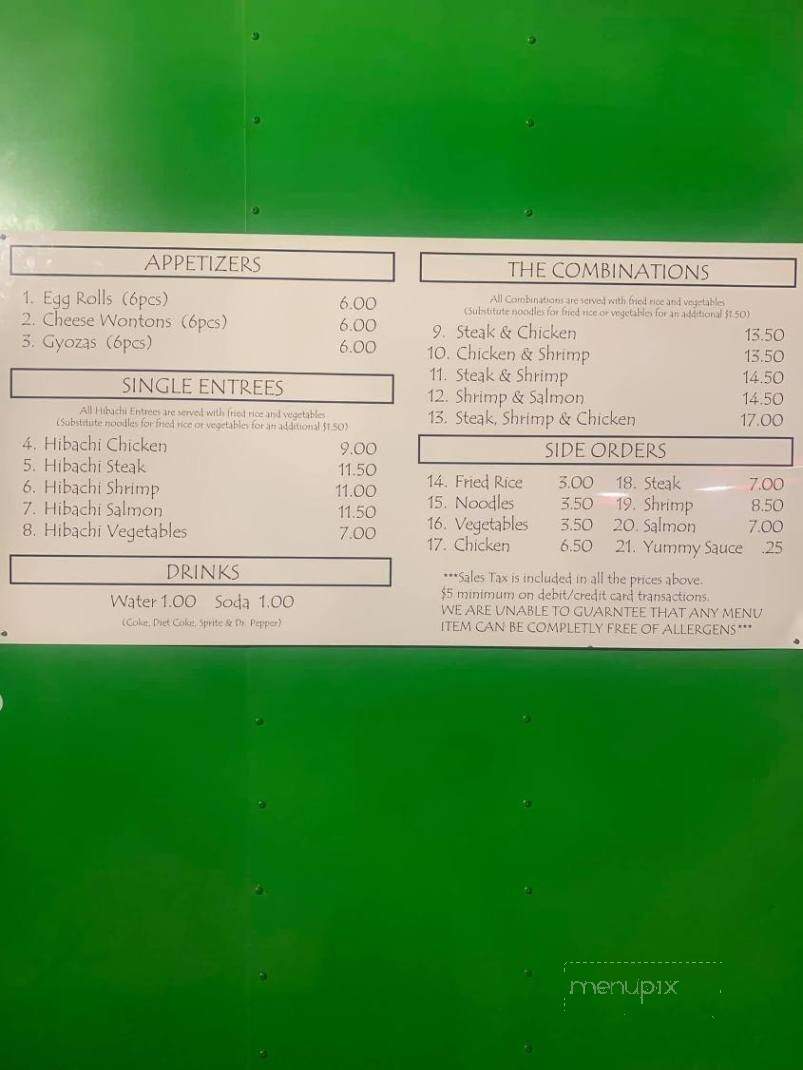 APPETIZERS
1. Egg Rolls (6pcs) 6.00
2. Cheese Wontons (6pcs) 6.00
3. Gyozas (6pcs) 6.00
SINGLE ENTREES
All Hibachi Entrees are served with fried rice and vegetables
(Substitute noodles for fried rice or vegetables for an additional $1.50)
4. Hibachi Chicken 9.00
5. Hibachi Steak 11.50
6. Hibachi Shrimp 11.00
7. Hibachi Salmon 11.50
8. Hibachi Vegetables 7.00
DRINKS
Water 1.00 Soda 1.00
(Coke, Diet Coke, Sprite & Dr. Pepper)
THE COMBINATIONS
All Combinations are served with fried rice and vegetables
(Substitute noodles for fried rice or vegetables for an additional $1.50)
9. Steak & Chicken 13.50
10. Chicken & Shrimp 13.50
11. Steak & Shrimp 14.50
12. Shrimp & Salmon 14.50
13. Steak, Shrimp & Chicken 17.00
SIDE ORDERS
14. Fried Rice 3.00 18. Steak 7.00
15. Noodles 3.50 19. Shrimp 8.50
16. Vegetables 3.50 20. Salmon 7.00
17. Chicken 6.50 21. Yummy Sauce .25
***Sales Tax is included in all the prices above.
$5 minimum on debit/credit card transactions.
WE ARE UNABLE TO GUARNTEE THAT ANY MENU
ITEM CAN BE COMPLETLY FREE OF ALLERGENS***
menupix